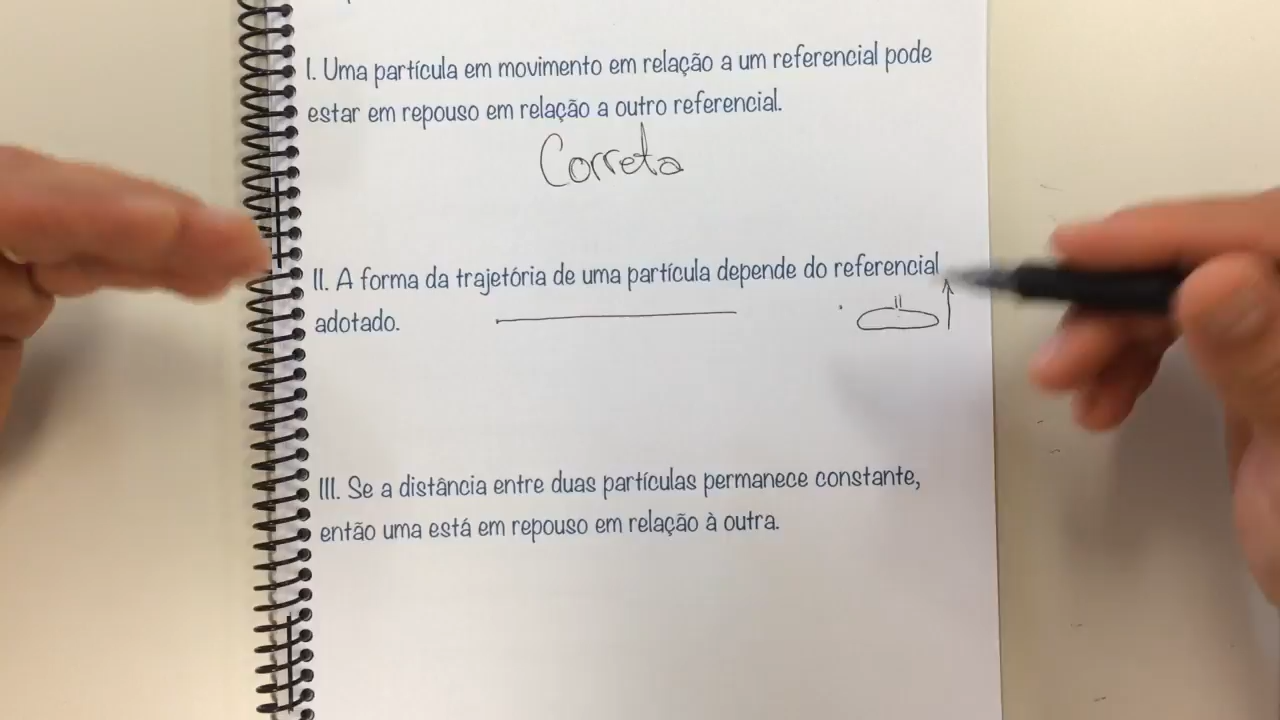 I. Uma partícula em movimento em relação a um referencial pode
estar em repouso em relação a outro referencial.
Correta
II. A forma da trajetória de uma partícula depende do referencial
adotado.
III. Se a distância entre duas partículas permanece constante,
então uma está em repouso em relação à outra.